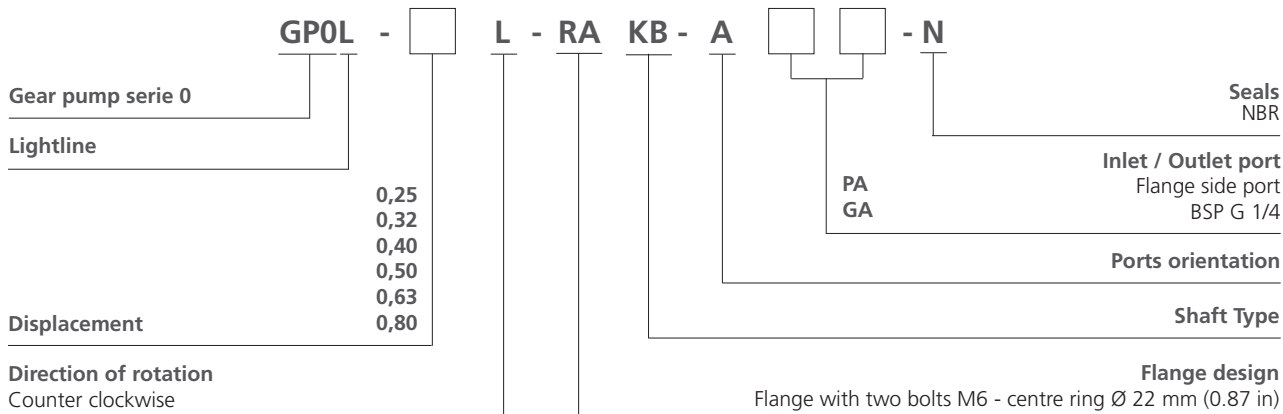 GP0L - L - RA KB - A - N
Gear pump serie 0
Lightline
0,25
0,32
0,40
0,50
0,63
0,80
Displacement
Direction of rotation
Counter clockwise
Seals
NBR
Inlet / Outlet port
PA Flange side port
GA BSP G 1/4
Ports orientation
Shaft Type
Flange design
Flange with two bolts M6 - centre ring Ø 22 mm (0.87 in)